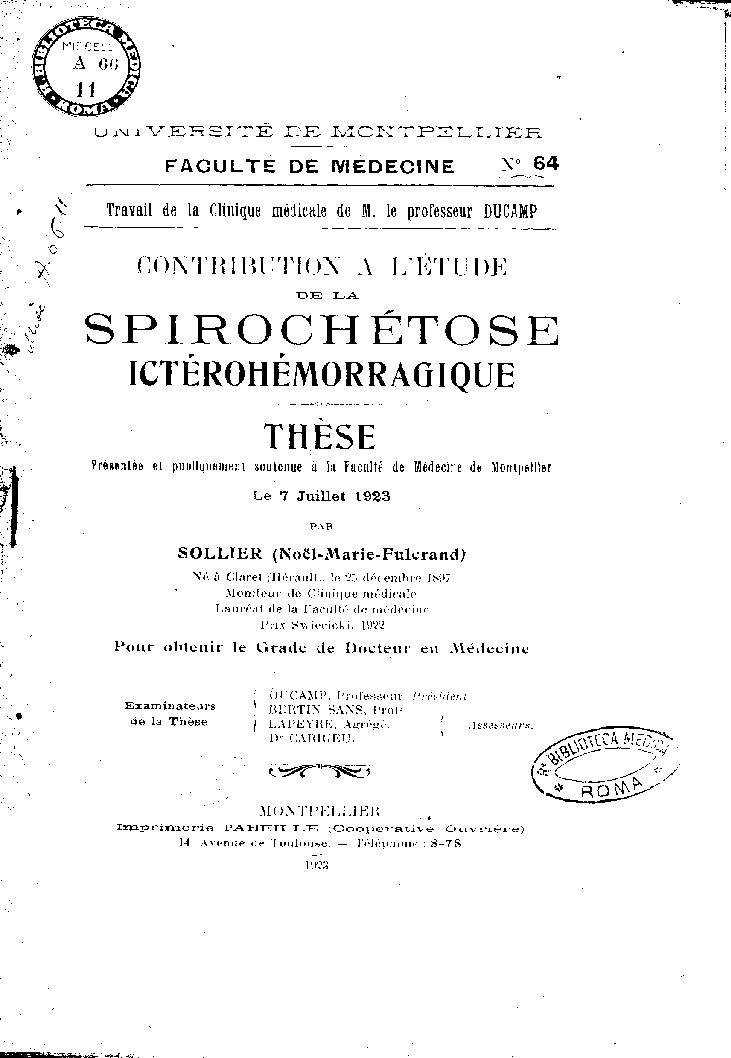 BIBLIOTECA MEDICA
MISCELL
A 66
11
R. ROMA
UNIVERSITÉ DE MONTPELLIER
FACULTE DE MEDECINE N° 64
Travail de la Clinique médicale de M. le professeur DUCAMP
CONTRIBUTION A L'ÉTUDE
DE LA
SPIROCHÉTOSE
ICTÉROHÉMORRAGIQUE
THÈSE
Présentée et publiquement soutenue à la Faculté de Médecine de Montpellier
Le 7 Juillet 1923
PAR
SOLLIER (Noël-Marie-Fulcrand)
Né à Claret (Hérault), le 25 décembre 1897
Moniteur de Clinique médicale
Lauréat de la Faculté de médecine
Prix Swiecicki, 1922
Pour obtenir le Grade de Docteur en Médecine
Examinateurs
de la Thèse
DUCAMP, Professeur Président
BERTIN SANS, Prof
LAPEYRE, Agrégé.
Dr CARRIEU.
Assesseurs.
Ra BIBLIOTECA MEDICA
* ROMA *
MONTPELLIER
Imprimerie (Coopérative Ouvrière)
14 Avenue de Toulouse. — Téléphone : 8-78
1923